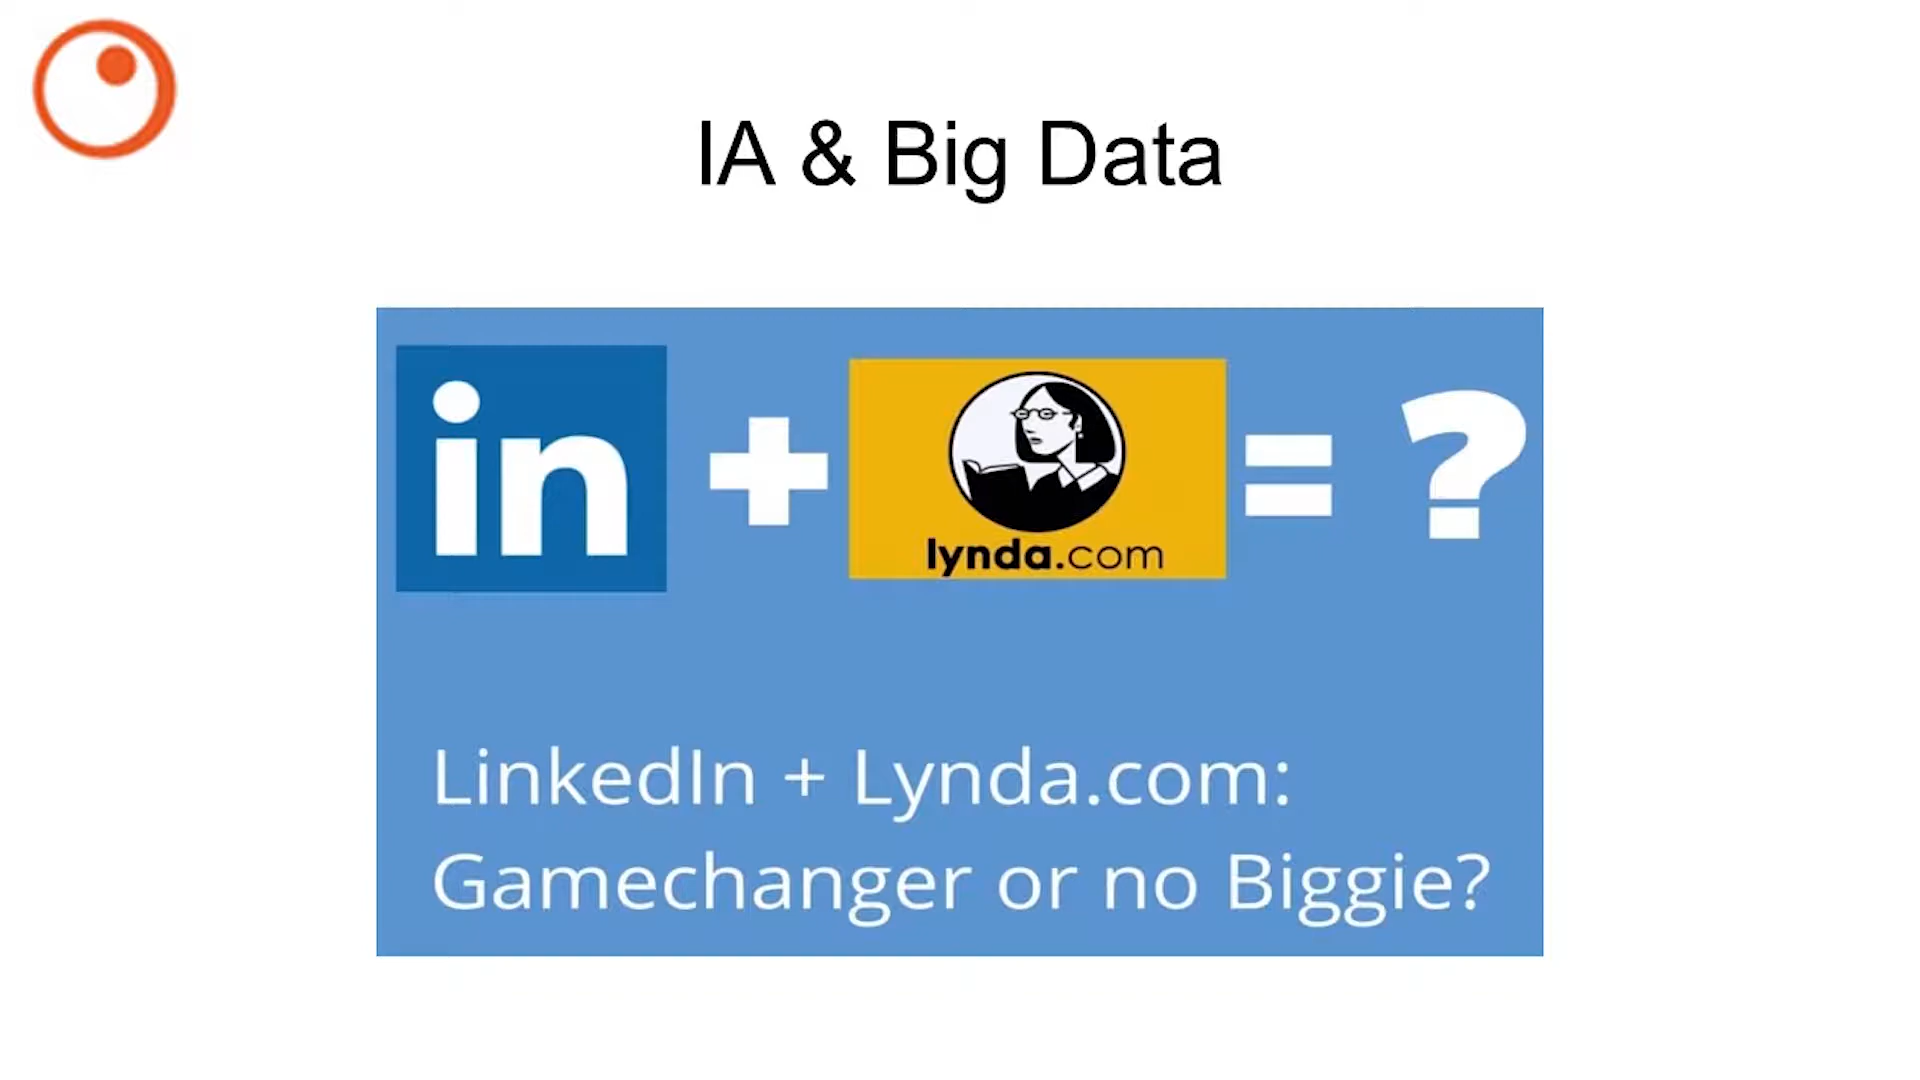 IA & Big Data
in + lynda.com = ?
LinkedIn + Lynda.com:
Gamechanger or no Biggie?